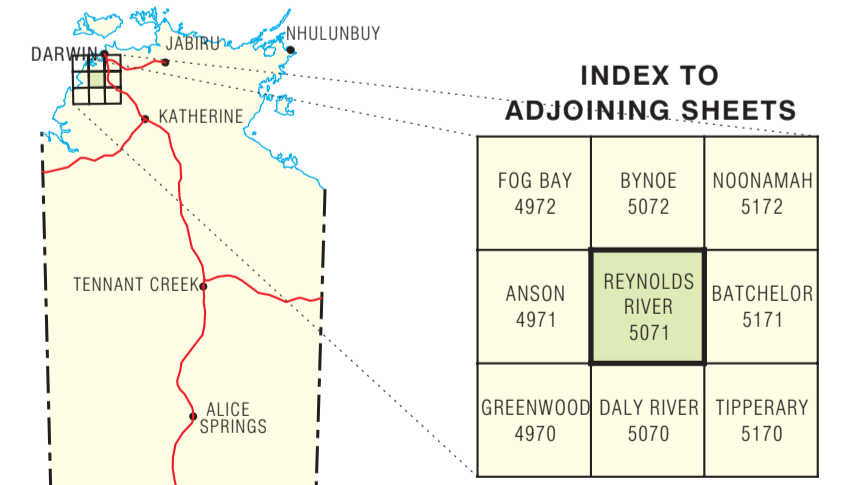 NHULUNBUY
JABIRU
DARWIN
KATHERINE
TENNANT CREEK
ALICE
SPRINGS
INDEX TO
ADJOINING SHEETS
FOG BAY
4972
BYNOE
5072
NOONAMAH
5172
ANSON
4971
REYNOLDS
RIVER
5071
BATCHELOR
5171
GREENWOOD
4970
DALY RIVER
5070
TIPPERARY
5170